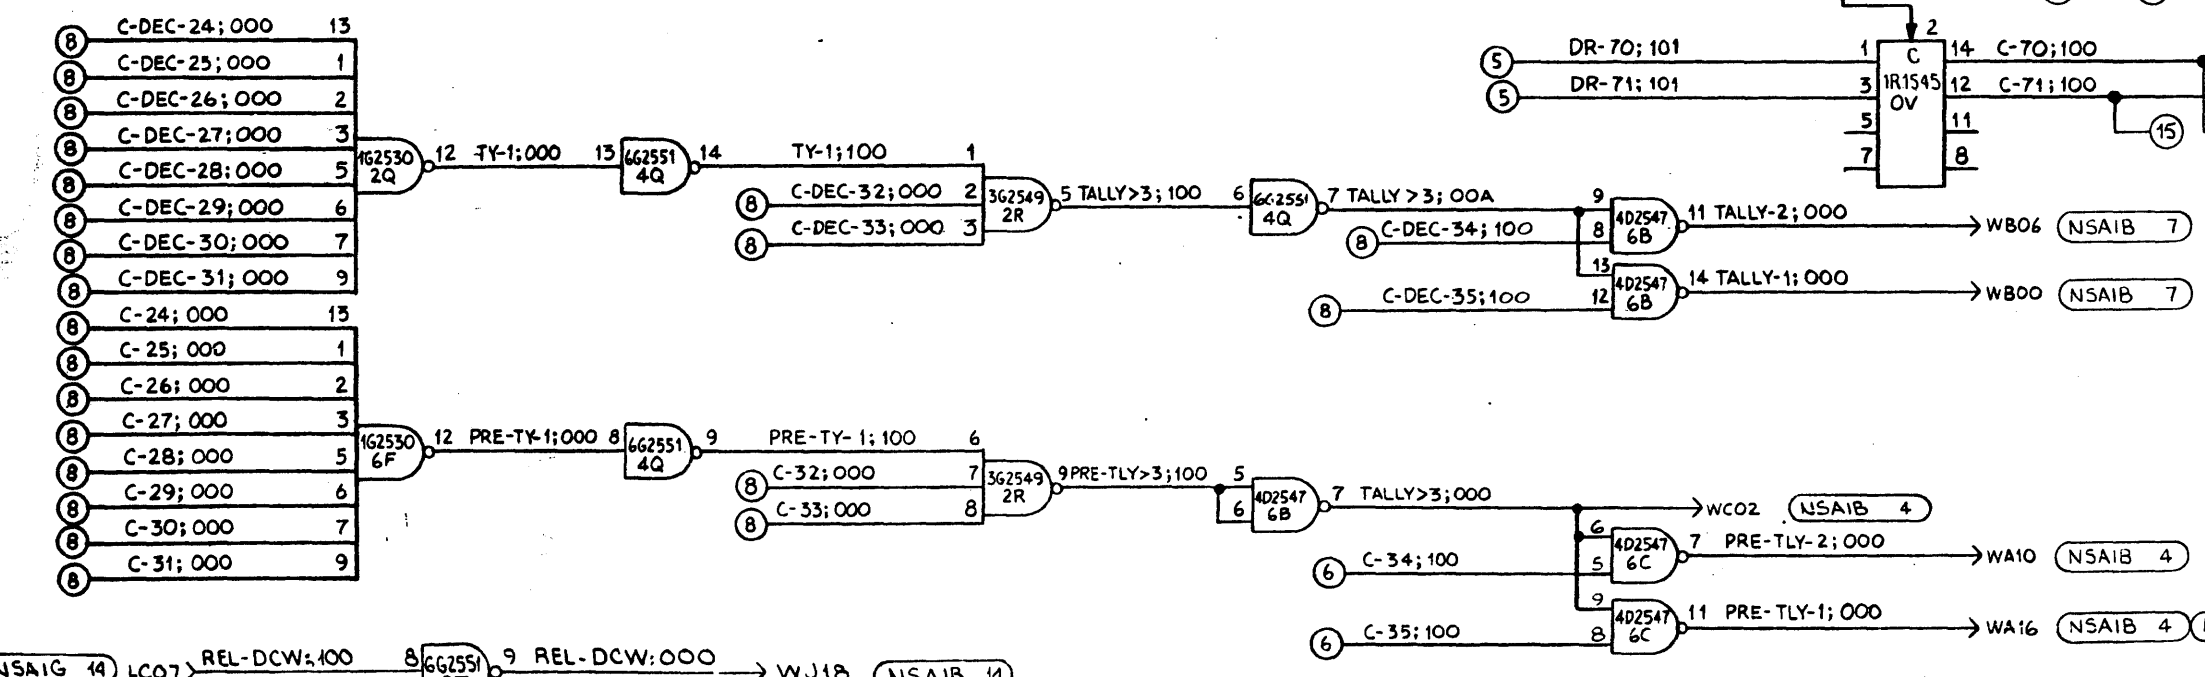 8 C-DEC-24;000 13
8 C-DEC-25;000 1
8 C-DEC-26;000 2
8 C-DEC-27;000 3
8 C-DEC-28;000 5
8 C-DEC-29;000 6
8 C-DEC-30;000 7
8 C-DEC-31;000 9
1G2530
2Q
12 TY-1;000 13
6G2551
4Q
14 TY-1;100 1
8 C-DEC-32;000 2
8 C-DEC-33;000 3
3G2549
2R
5 TALLY>3;100 6
6G2551
4Q
7 TALLY>3;00A 9
8 C-DEC-34;100 8
4D2547
6B
11 TALLY-2;000 WB06 NSAIB 7
13
8 C-DEC-35;100 12
4D2547
6B
14 TALLY-1;000 WB00 NSAIB 7
5 DR-70;101 1
5 DR-71;101 3
5
7
2
C
1R1545
0V
14 C-70;100
12 C-71;100
11
8
15
8 C-24;000 13
8 C-25;000 1
8 C-26;000 2
8 C-27;000 3
8 C-28;000 5
8 C-29;000 6
8 C-30;000 7
8 C-31;000 9
1G2530
6F
12 PRE-TY-1;000 8
6G2551
4Q
9 PRE-TY-1;100 6
8 C-32;000 7
8 C-33;000 8
3G2549
2R
9 PRE-TLY>3;100 5
6
4D2547
6B
7 TALLY>3;000 WC02 NSAIB 4
6
6 C-34;100 5
4D2547
6C
7 PRE-TLY-2;000 WA10 NSAIB 4
9
6 C-35;100 8
4D2547
6C
11 PRE-TLY-1;000 WA16 NSAIB 4
NSAIG 14 LC07 REL-DCW;100 8
6G2551
9 REL-DCW:000 WJ18 NSAIB 14